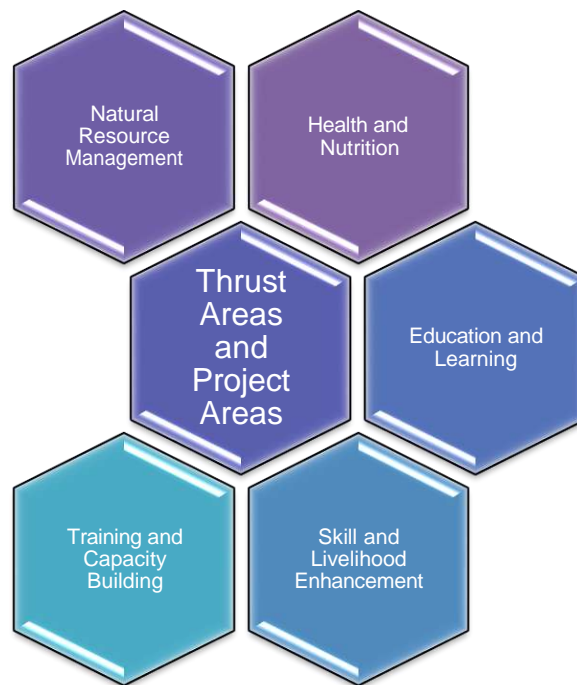 Natural
Resource
Management
Health and
Nutrition
Thrust
Areas
and
Project
Areas
Education and
Learning
Training and
Capacity
Building
Skill and
Livelihood
Enhancement